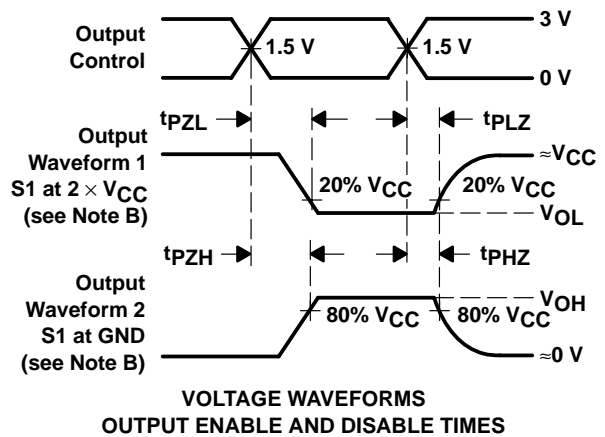 Output
Control
1.5 V
1.5 V
3 V
0 V
tPZL
tPLZ
Output
Waveform 1
S1 at 2 × VCC
(see Note B)
20% VCC
20% VCC
≈VCC
VOL
tPZH
tPHZ
Output
Waveform 2
S1 at GND
(see Note B)
80% VCC
80% VCC
VOH
≈0 V
VOLTAGE WAVEFORMS
OUTPUT ENABLE AND DISABLE TIMES